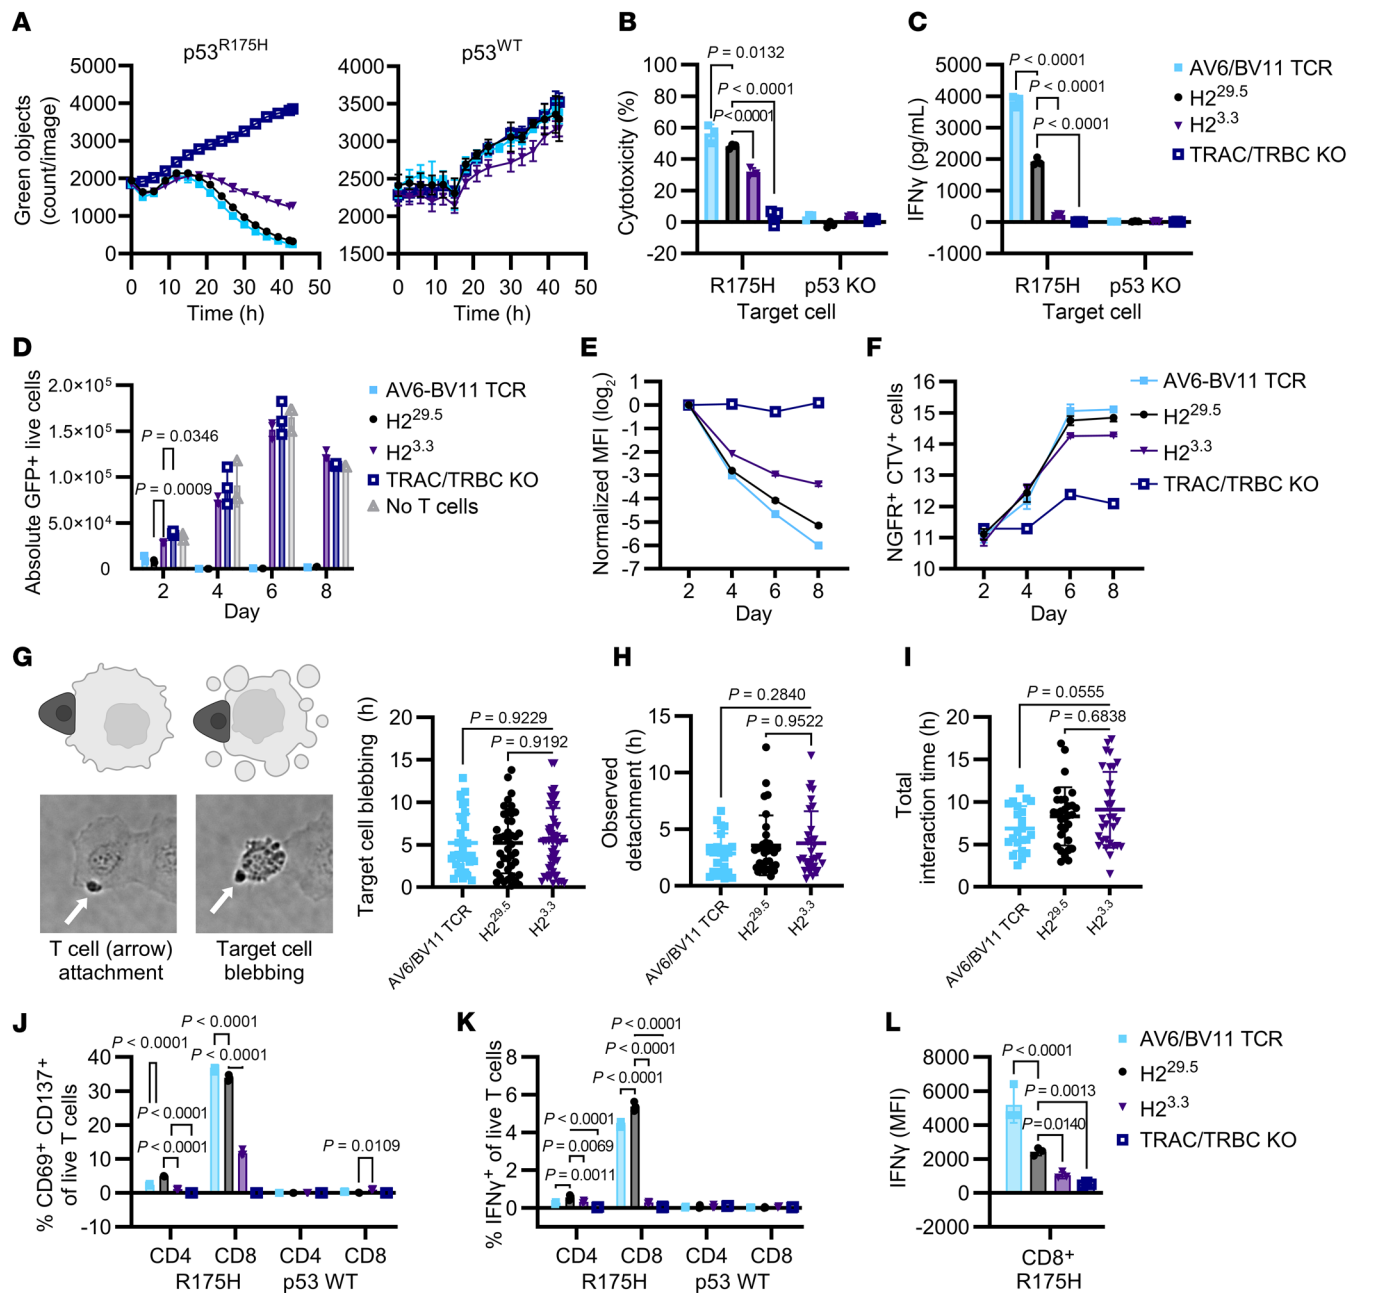 A
p53R175H
p53WT
Green objects
(count/image)
5000
4000
3000
2000
1000
0
0 10 20 30 40 50
Time (h)
4000
3500
3000
2500
2000
1500
0 10 20 30 40 50
Time (h)
B
P = 0.0132
P < 0.0001
P<0.0001
Cytotoxicity (%)
100
80
60
40
20
0
-20
R175H p53 KO
Target cell
C
P < 0.0001
P < 0.0001
P < 0.0001
IFNγ (pg/mL)
5000
4000
3000
2000
1000
0
-1000
R175H p53 KO
Target cell
AV6/BV11 TCR
H229.5
H23.3
TRAC/TRBC KO
D
Absolute GFP+ live cells
2.0×105
1.5×105
1.0×105
5.0×104
0
P = 0.0346
P = 0.0009
2 4 6 8
Day
AV6-BV11 TCR
H229.5
H23.3
TRAC/TRBC KO
No T cells
E
Normalized MFI (log2)
1
0
-1
-2
-3
-4
-5
-6
-7
2 4 6 8
Day
F
NGFR+ CTV+ cells
16
15
14
13
12
11
10
2 4 6 8
Day
AV6-BV11 TCR
H229.5
H23.3
TRAC/TRBC KO
G
T cell (arrow)
attachment
Target cell
blebbing
Target cell blebbing (h)
20
15
10
5
0
P = 0.9229
P = 0.9192
AV6/BV11 TCR
H229.5
H23.3
H
Observed
detachment (h)
15
10
5
0
P = 0.2840
P = 0.9522
AV6/BV11 TCR
H229.5
H23.3
I
Total
interaction time (h)
20
15
10
5
0
P = 0.0555
P = 0.6838
AV6/BV11 TCR
H229.5
H23.3
J
% CD69+ CD137+
of live T cells
40
30
20
10
0
-10
P < 0.0001
P < 0.0001
P < 0.0001
P < 0.0001
P < 0.0001
P = 0.0109
CD4 CD8 CD4 CD8
R175H p53 WT
K
% IFNγ+ of live T cells
8
6
4
2
0
P < 0.0001
P < 0.0001
P < 0.0001
P < 0.0001
P = 0.0069
P = 0.0011
CD4 CD8 CD4 CD8
R175H p53 WT
L
IFNγ (MFI)
8000
6000
4000
2000
0
-2000
P < 0.0001
P = 0.0013
P=0.0140
CD8+
R175H
AV6/BV11 TCR
H229.5
H23.3
TRAC/TRBC KO